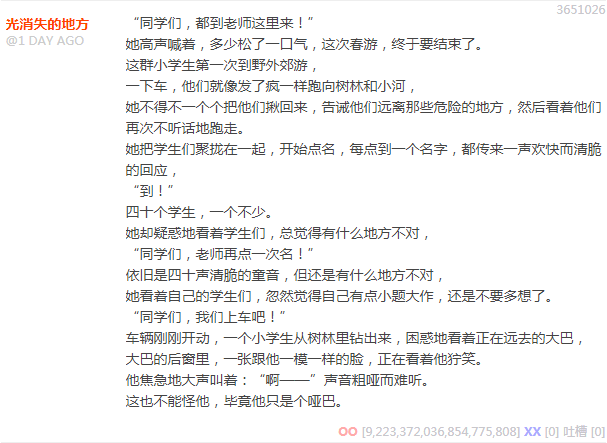 3651026
光消失的地方
@1 DAY AGO
“同学们，都到老师这里来！”
她高声喊着，多少松了一口气，这次春游，终于要结束了。
这群小学生第一次到野外郊游，
一下车，他们就像发了疯一样跑向树林和小河，
她不得不一个个把他们揪回来，告诫他们远离那些危险的地方，然后看着他们
再次不听话地跑走。
她把学生们聚拢在一起，开始点名，每点到一个名字，都传来一声欢快而清脆
的回应，
“到！”
四十个学生，一个不少。
她却疑惑地看着学生们，总觉得有什么地方不对，
“同学们，老师再点一次名！”
依旧是四十声清脆的童音，但还是有什么地方不对，
她看着自己的学生们，忽然觉得自己有点小题大作，还是不要多想了。
“同学们，我们上车吧！”
车辆刚刚开动，一个小学生从树林里钻出来，困惑地看着正在远去的大巴，
大巴的后窗里，一张跟他一模一样的脸，正在看着他狞笑。
他焦急地大声叫着：“啊——”声音粗哑而难听。
这也不能怪他，毕竟他只是个哑巴。
OO [9,223,372,036,854,775,808] XX [0] 吐槽 [0]